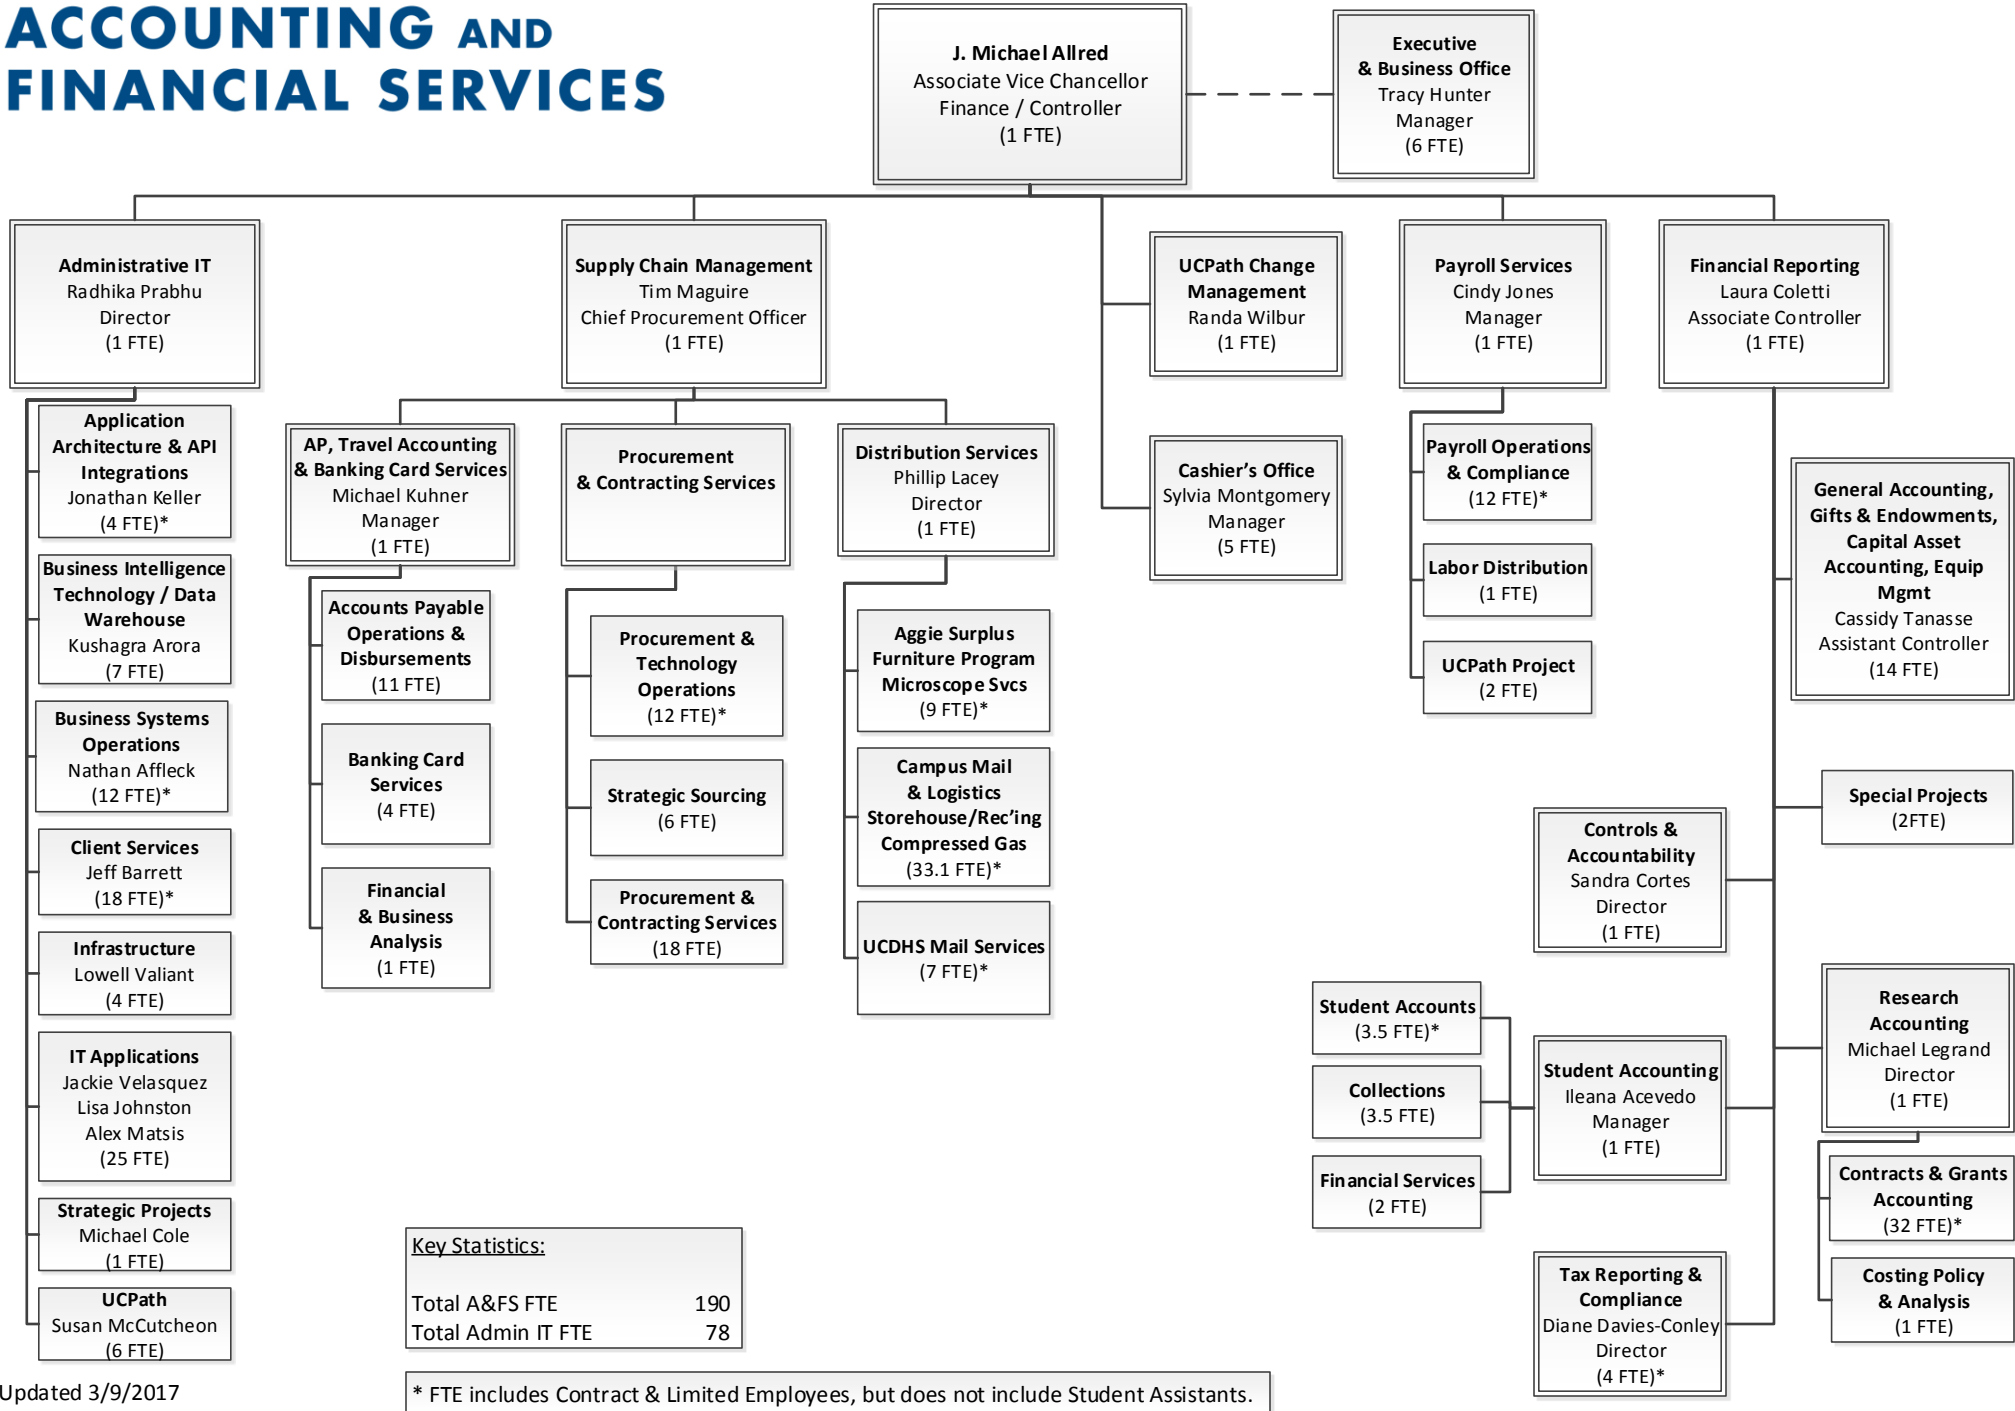 ACCOUNTING AND
FINANCIAL SERVICES
J. Michael Allred
Associate Vice Chancellor
Finance / Controller
(1 FTE)
Executive
& Business Office
Tracy Hunter
Manager
(6 FTE)
Administrative IT
Radhika Prabhu
Director
(1 FTE)
Application
Architecture & API
Integrations
Jonathan Keller
(4 FTE)*
Business Intelligence
Technology / Data
Warehouse
Kushagra Arora
(7 FTE)
Business Systems
Operations
Nathan Affleck
(12 FTE)*
Client Services
Jeff Barrett
(18 FTE)*
Infrastructure
Lowell Valiant
(4 FTE)
IT Applications
Jackie Velasquez
Lisa Johnston
Alex Matsis
(25 FTE)
Strategic Projects
Michael Cole
(1 FTE)
UCPath
Susan McCutcheon
(6 FTE)
Supply Chain Management
Tim Maguire
Chief Procurement Officer
(1 FTE)
AP, Travel Accounting
& Banking Card Services
Michael Kuhner
Manager
(1 FTE)
Accounts Payable
Operations &
Disbursements
(11 FTE)
Banking Card
Services
(4 FTE)
Financial
& Business
Analysis
(1 FTE)
Procurement
& Contracting Services
Procurement &
Technology
Operations
(12 FTE)*
Strategic Sourcing
(6 FTE)
Procurement &
Contracting Services
(18 FTE)
Distribution Services
Phillip Lacey
Director
(1 FTE)
Aggie Surplus
Furniture Program
Microscope Svcs
(9 FTE)*
Campus Mail
& Logistics
Storehouse/Rec’ing
Compressed Gas
(33.1 FTE)*
UCDHS Mail Services
(7 FTE)*
UCPath Change
Management
Randa Wilbur
(1 FTE)
Cashier’s Office
Sylvia Montgomery
Manager
(5 FTE)
Payroll Services
Cindy Jones
Manager
(1 FTE)
Payroll Operations
& Compliance
(12 FTE)*
Labor Distribution
(1 FTE)
UCPath Project
(2 FTE)
Financial Reporting
Laura Coletti
Associate Controller
(1 FTE)
General Accounting,
Gifts & Endowments,
Capital Asset
Accounting, Equip
Mgmt
Cassidy Tanasse
Assistant Controller
(14 FTE)
Special Projects
(2FTE)
Controls &
Accountability
Sandra Cortes
Director
(1 FTE)
Research
Accounting
Michael Legrand
Director
(1 FTE)
Contracts & Grants
Accounting
(32 FTE)*
Costing Policy
& Analysis
(1 FTE)
Student Accounting
Ileana Acevedo
Manager
(1 FTE)
Student Accounts
(3.5 FTE)*
Collections
(3.5 FTE)
Financial Services
(2 FTE)
Tax Reporting &
Compliance
Diane Davies-Conley
Director
(4 FTE)*
Key Statistics:
Total A&FS FTE 190
Total Admin IT FTE 78
Updated 3/9/2017
* FTE includes Contract & Limited Employees, but does not include Student Assistants.